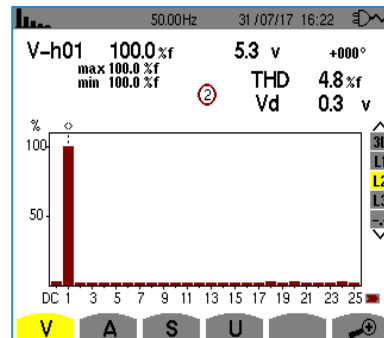 50.00Hz 31/07/17 16:22
V-h01 100.0 %f 5.3 v +000°
max 100.0 %f
min 100.0 %f
THD 4.8 %f
2
Vd 0.3 v
%
100
50
3L
L1
L2
L3
DC 1 3 5 7 9 11 13 15 17 19 21 23 25
V A S U